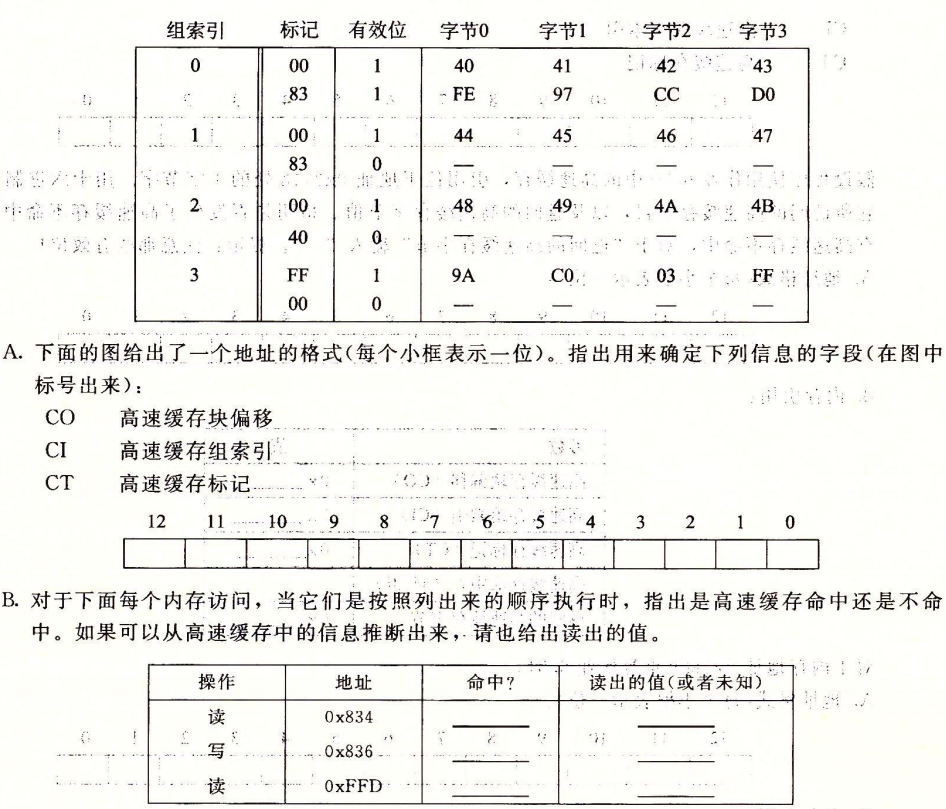 组索引 标记 有效位 字节0 字节1 字节2 字节3
0 00 1 40 41 42 43
83 1 FE 97 CC D0
1 00 1 44 45 46 47
83 0 — — — —
2 00 1 48 49 4A 4B
40 0 — — — —
3 FF 1 9A C0 03 FF
00 0 — — — —
A. 下面的图给出了一个地址的格式(每个小框表示一位)。指出用来确定下列信息的字段(在图中
标号出来):
CO 高速缓存块偏移
CI 高速缓存组索引
CT 高速缓存标记
12 11 10 9 8 7 6 5 4 3 2 1 0
B. 对于下面每个内存访问，当它们是按照列出来的顺序执行时，指出是高速缓存命中还是不命
中。如果可以从高速缓存中的信息推断出来，请也给出读出的值。
操作 地址 命中? 读出的值(或者未知)
读 0x834
写 0x836
读 0xFFD